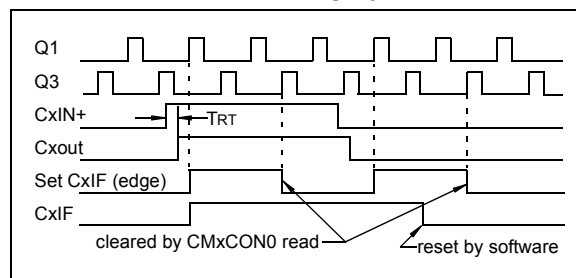 Q1
Q3
CxIN+
TRT
Cxout
Set CxIF (edge)
CxIF
cleared by CMxCON0 read
reset by software